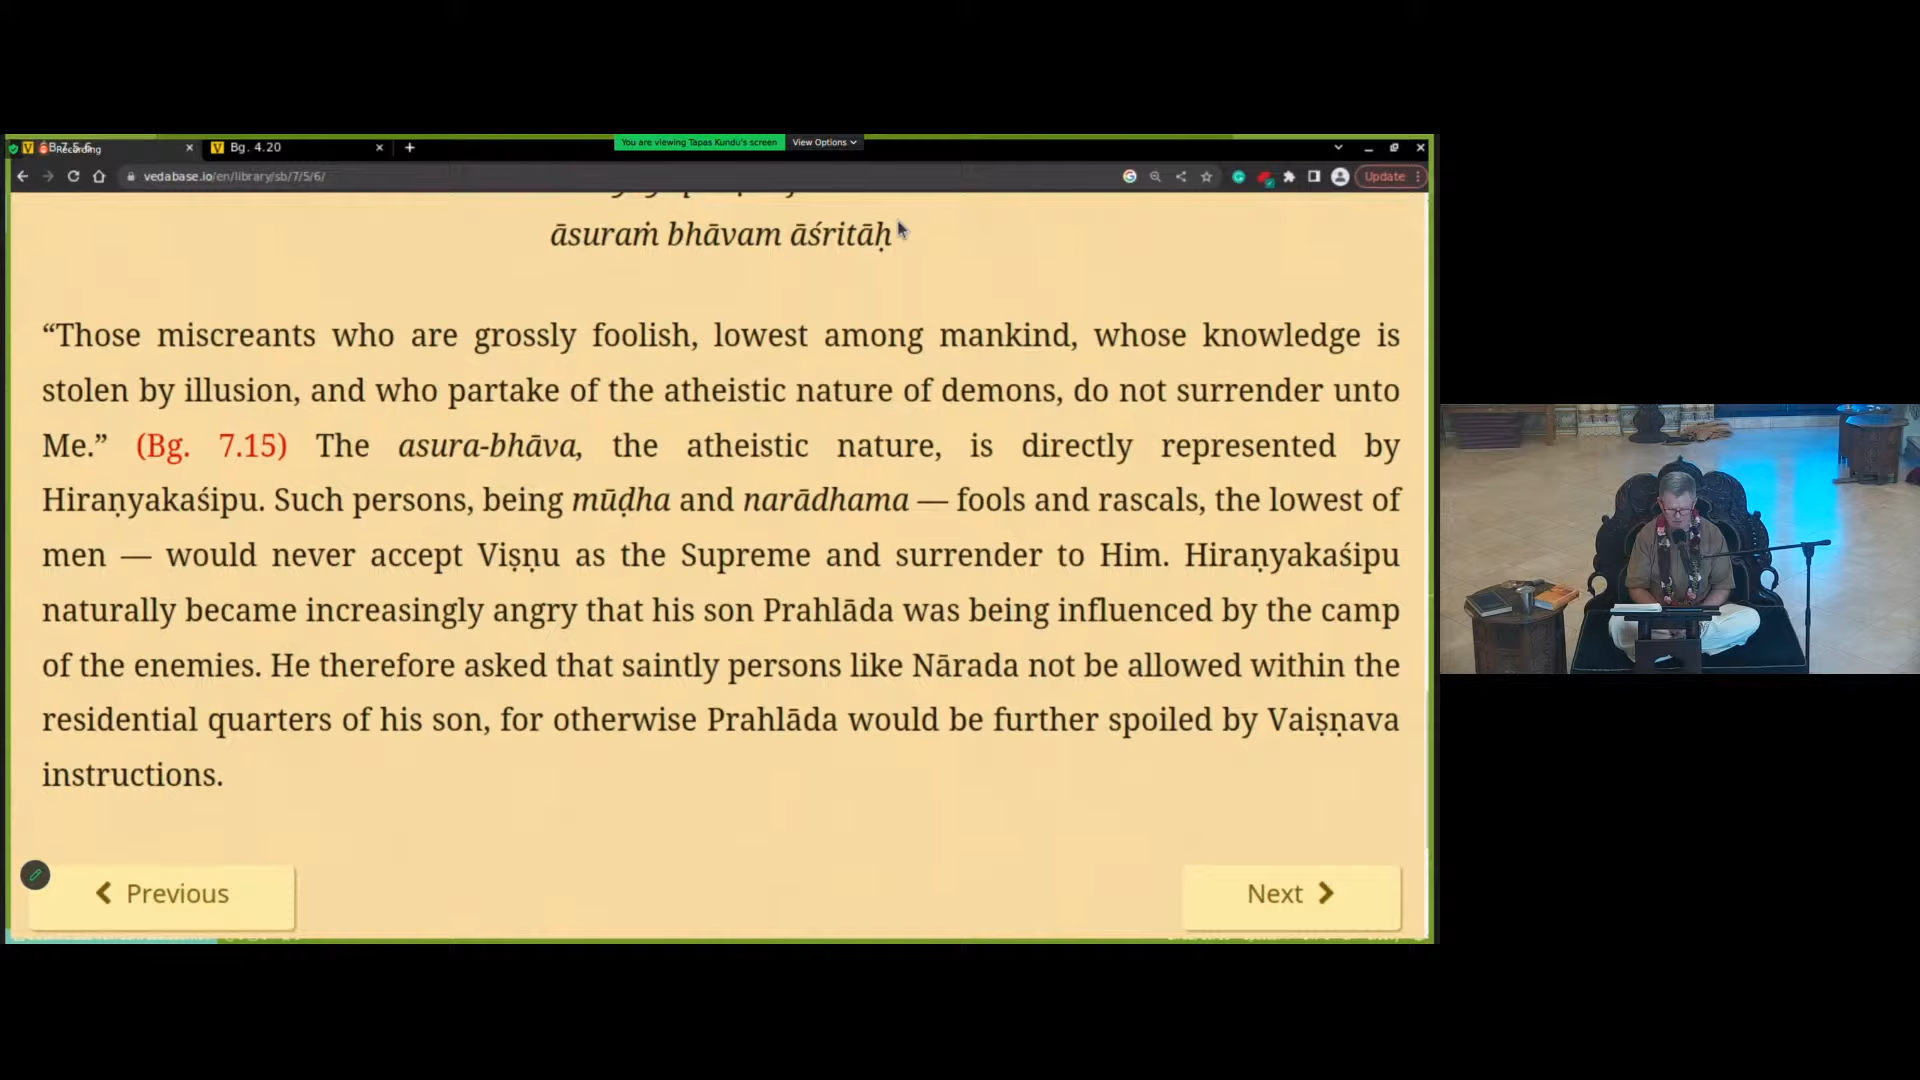 You are viewing Tapas Kundu's screen
View Options
Recording
Bg. 4.20
vedabase.io/en/library/sb/7/5/6/
Update
āsuraṁ bhāvam āśritāḥ
“Those miscreants who are grossly foolish, lowest among mankind, whose knowledge is
stolen by illusion, and who partake of the atheistic nature of demons, do not surrender unto
Me.” (Bg. 7.15) The asura-bhāva, the atheistic nature, is directly represented by
Hiraṇyakaśipu. Such persons, being mūḍha and narādhama — fools and rascals, the lowest of
men — would never accept Viṣṇu as the Supreme and surrender to Him. Hiraṇyakaśipu
naturally became increasingly angry that his son Prahlāda was being influenced by the camp
of the enemies. He therefore asked that saintly persons like Nārada not be allowed within the
residential quarters of his son, for otherwise Prahlāda would be further spoiled by Vaiṣṇava
instructions.
Previous
Next